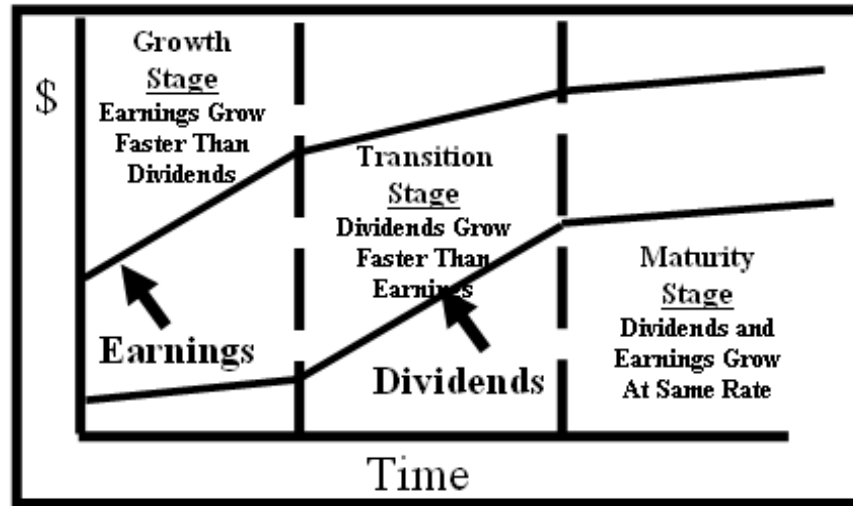 $
Growth
Stage
Earnings Grow
Faster Than
Dividends
Earnings
Transition
Stage
Dividends Grow
Faster Than
Earnings
Dividends
Maturity
Stage
Dividends and
Earnings Grow
At Same Rate
Time